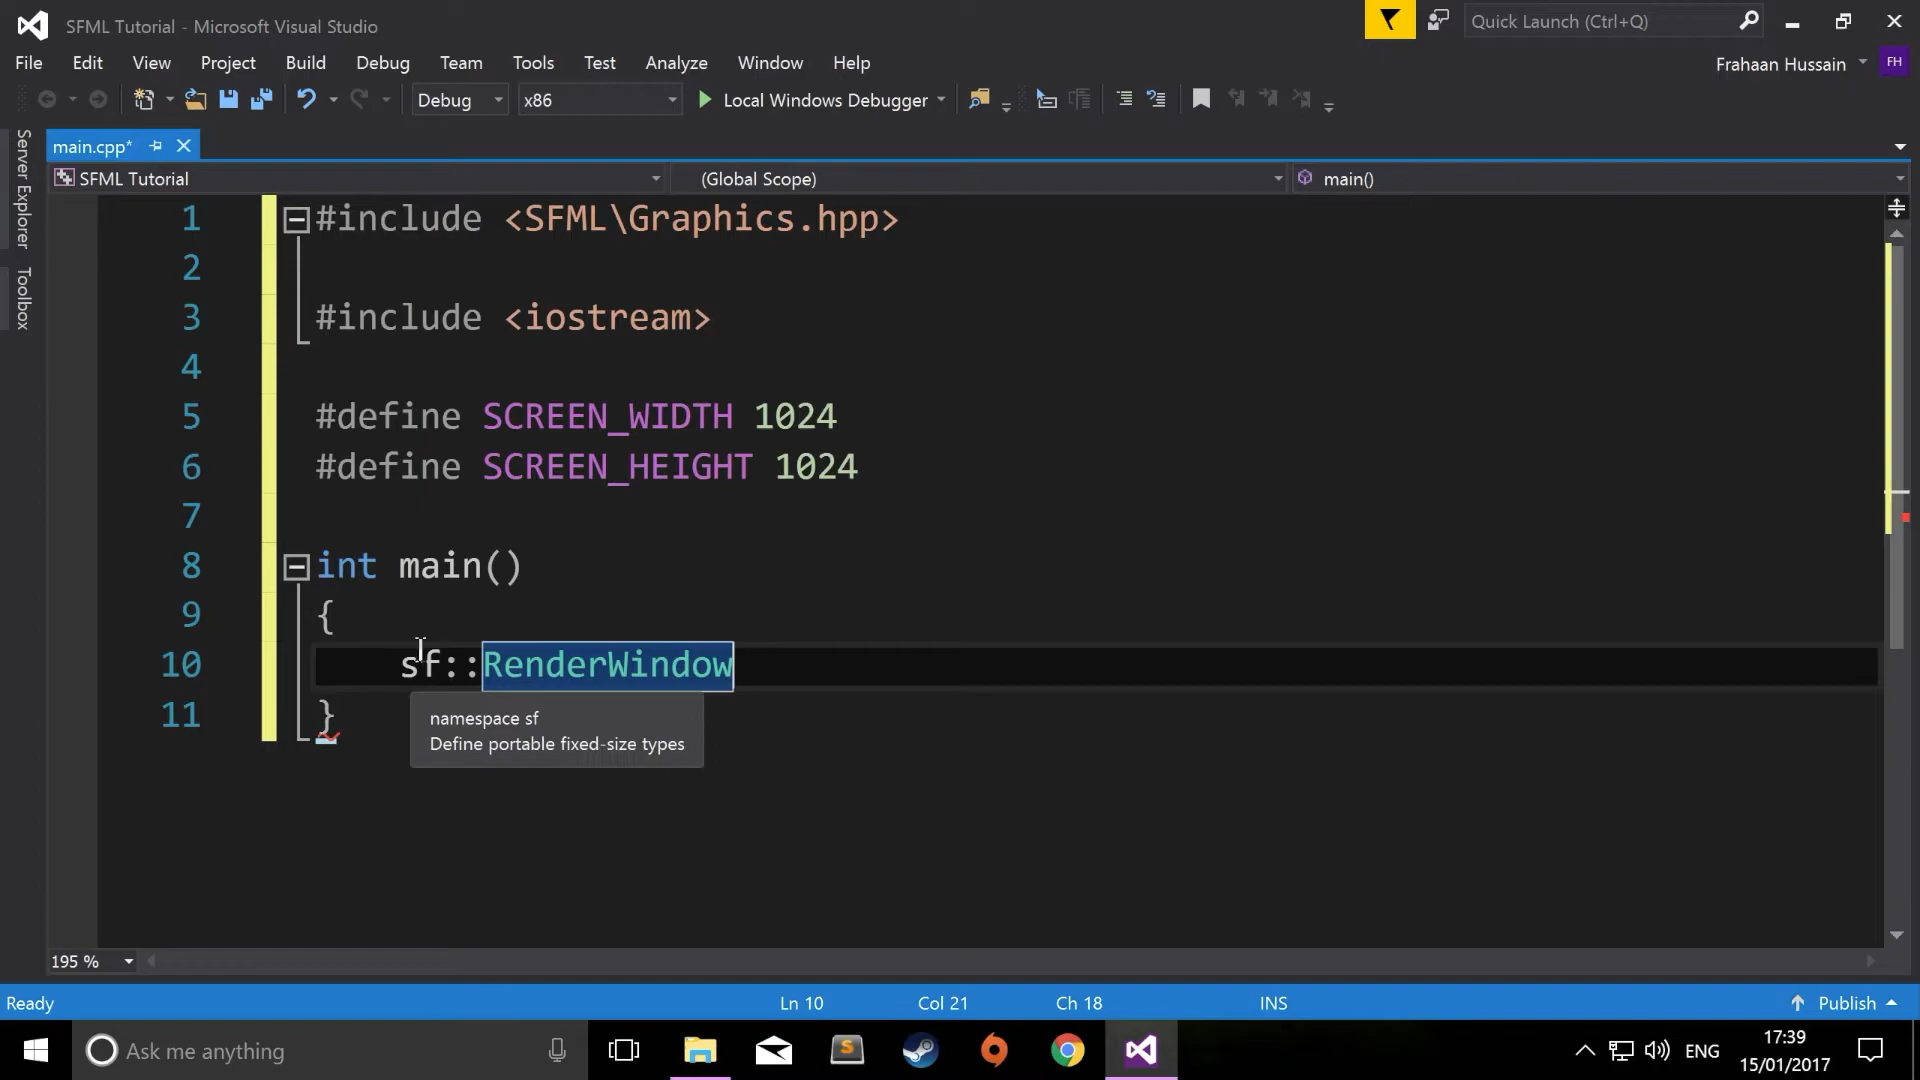 SFML Tutorial - Microsoft Visual Studio
Quick Launch (Ctrl+Q)
File Edit View Project Build Debug Team Tools Test Analyze Window Help
Frahaan Hussain FH
Debug x86 Local Windows Debugger
Server Explorer
Toolbox
main.cpp*
SFML Tutorial (Global Scope) main()
1 #include <SFML\Graphics.hpp>
2
3 #include <iostream>
4
5 #define SCREEN_WIDTH 1024
6 #define SCREEN_HEIGHT 1024
7
8 int main()
9 {
10 sf::RenderWindow
11 }
namespace sf
Define portable fixed-size types
195 %
Ready Ln 10 Col 21 Ch 18 INS Publish
Ask me anything
ENG
17:39
15/01/2017